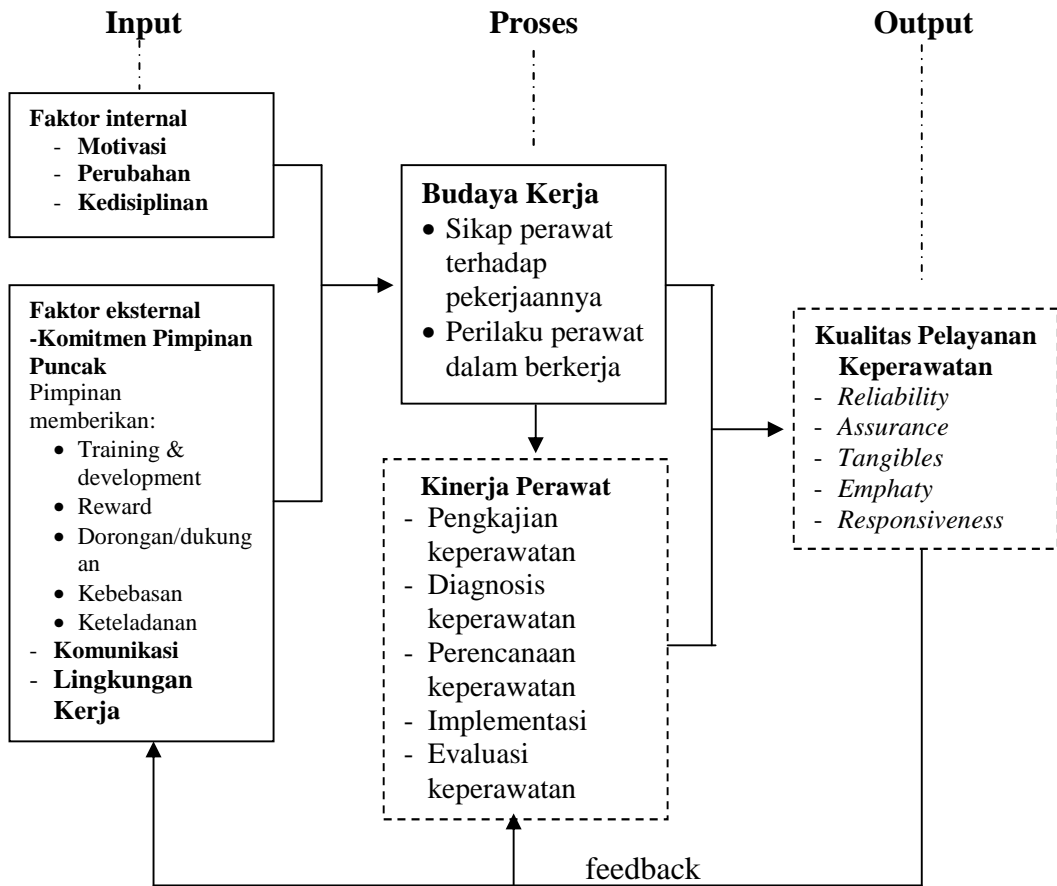 Input
Proses
Output
Faktor internal
- Motivasi
- Perubahan
- Kedisiplinan
Faktor eksternal
-Komitmen Pimpinan
Puncak
Pimpinan
memberikan:
• Training &
development
• Reward
• Dorongan/dukung
an
• Kebebasan
• Keteladanan
- Komunikasi
- Lingkungan
Kerja
Budaya Kerja
• Sikap perawat
terhadap
pekerjaannya
• Perilaku perawat
dalam berkerja
Kinerja Perawat
- Pengkajian
keperawatan
- Diagnosis
keperawatan
- Perencanaan
keperawatan
- Implementasi
- Evaluasi
keperawatan
Kualitas Pelayanan
Keperawatan
- Reliability
- Assurance
- Tangibles
- Emphaty
- Responsiveness
feedback